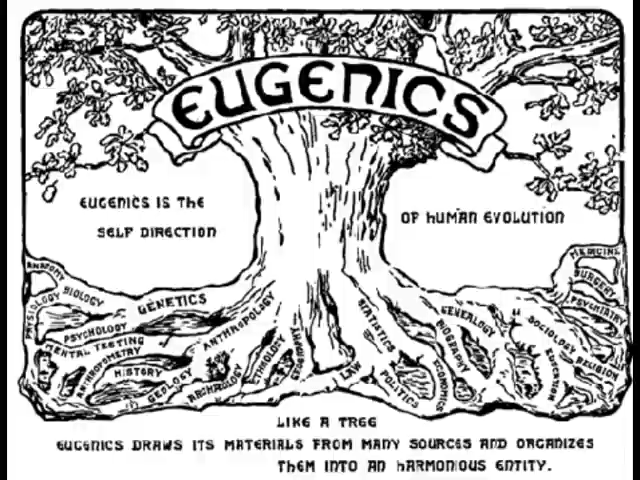 EUGENICS
EUGENICS IS THE
SELF DIRECTION
OF HUMAN EVOLUTION
ANATOMY
PHYSIOLOGY
BIOLOGY
GENETICS
PSYCHOLOGY
MENTAL TESTING
ANTHROPOMETRY
HISTORY
GEOLOGY
ARCHAEOLOGY
ANTHROPOLOGY
ETHNOLOGY
LAW
STATISTICS
POLITICS
ECONOMICS
BIOGRAPHY
GENEALOGY
EDUCATION
SOCIOLOGY
RELIGION
PSYCHIATRY
SURGERY
MEDICINE
LIKE A TREE
EUGENICS DRAWS ITS MATERIALS FROM MANY SOURCES AND ORGANIZES
THEM INTO AN HARMONIOUS ENTITY.